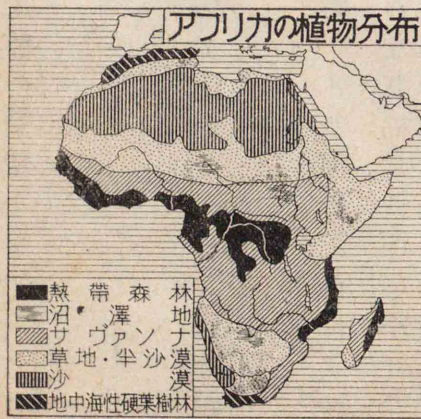 アフリカの植物分布
熱帶森林
沼澤地
サヴァンナ
草地・半沙漠
沙漠
地中海性硬葉樹林